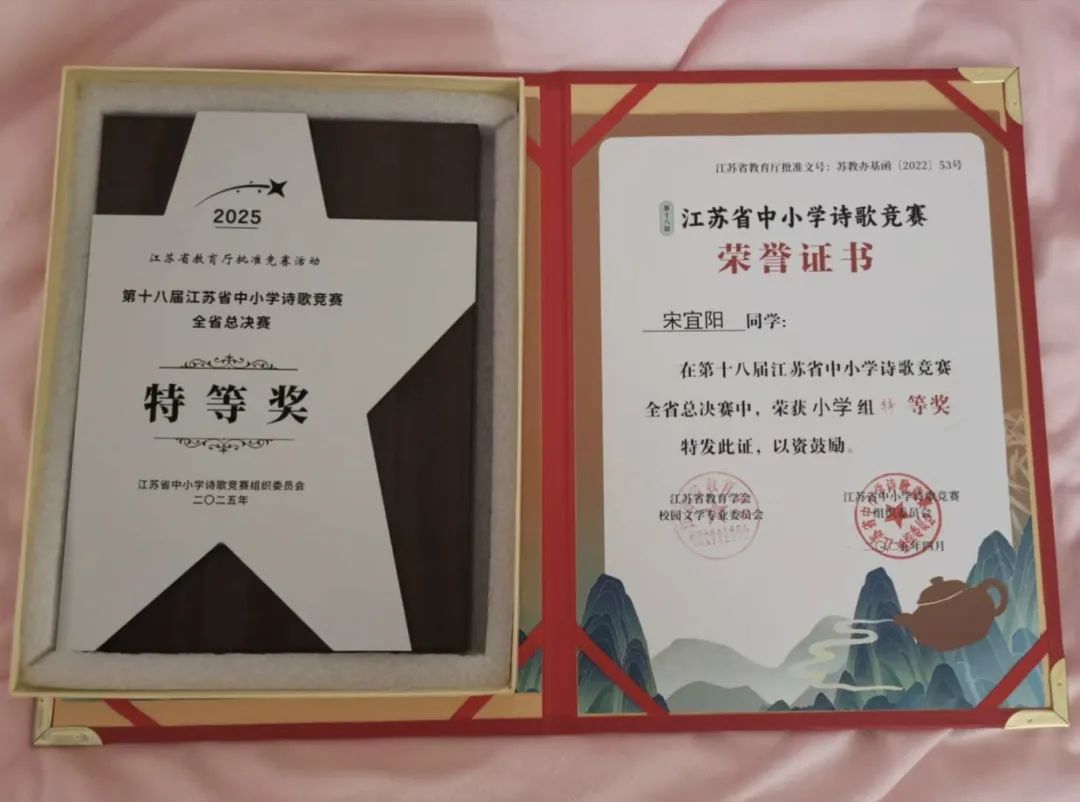 2025
江苏省教育厅批准竞赛活动
第十八届江苏省中小学诗歌竞赛
全省总决赛
特等奖
江苏省中小学诗歌竞赛组织委员会
二〇二五年
江苏省教育厅批准文号：苏教办基函〔2022〕53号
第十八届
江苏省中小学诗歌竞赛
荣誉证书
宋宜阳 同学：
在第十八届江苏省中小学诗歌竞赛
全省总决赛中，荣获 小学 组 特 等奖
特发此证，以资鼓励。
江苏省教育学会
校园文学专业委员会
江苏省中小学诗歌竞赛
组织委员会
二〇二五年四月